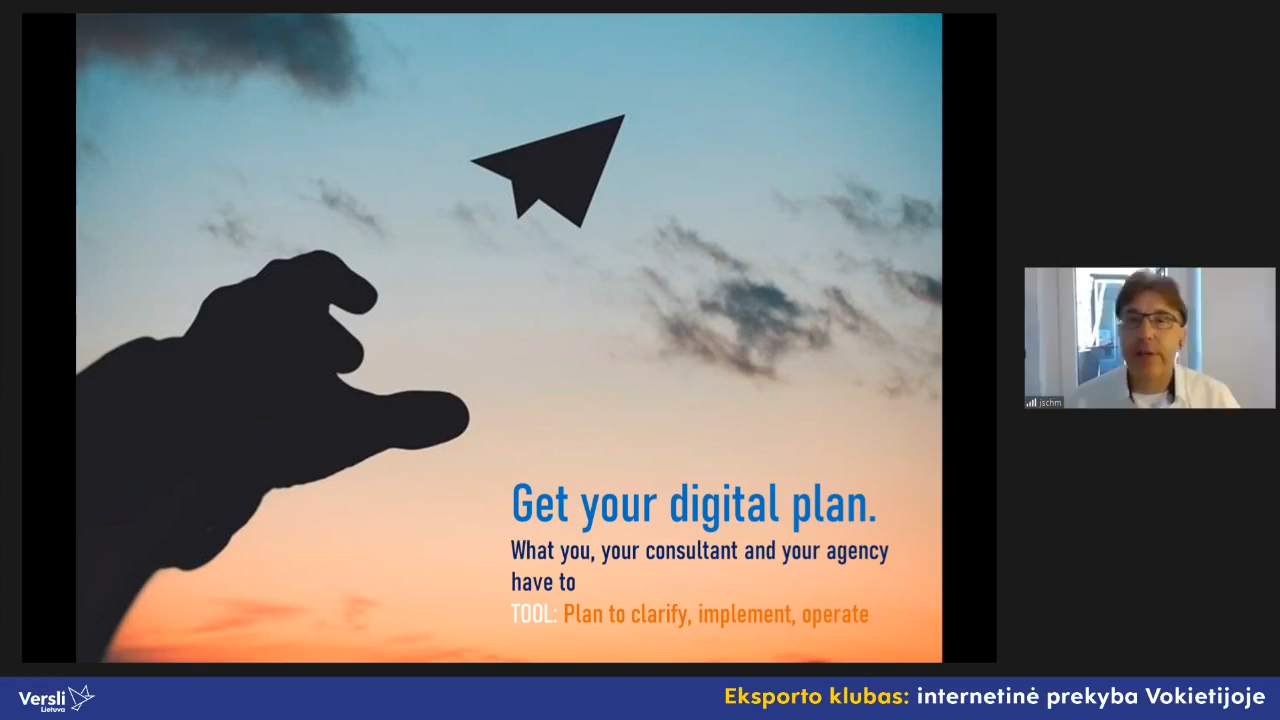 Get your digital plan.
What you, your consultant and your agency
have to
TOOL: Plan to clarify, implement, operate
jschm
Versli
Lietuva
Eksporto klubas: internetinė prekyba Vokietijoje